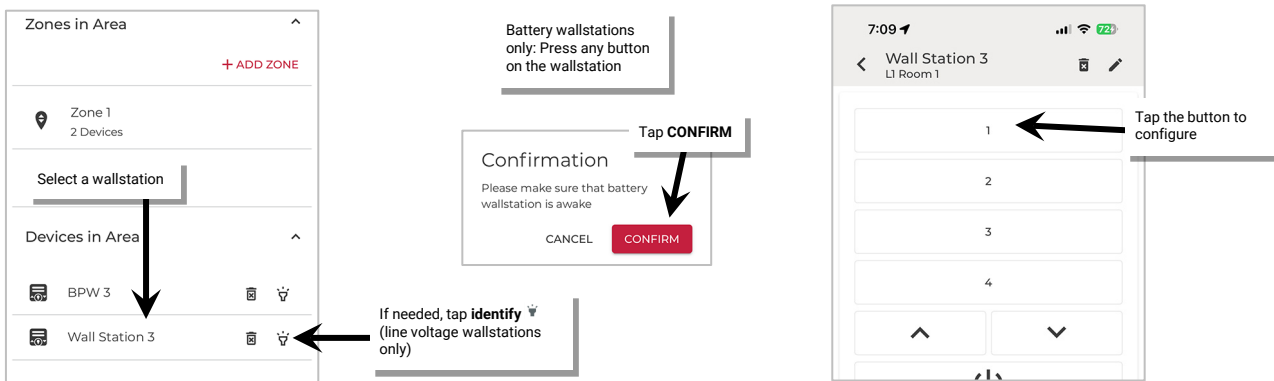 Zones in Area
+ ADD ZONE
Zone 1
2 Devices
Select a wallstation
Devices in Area
BPW 3
Wall Station 3
If needed, tap identify
(line voltage wallstations
only)
Battery wallstations
only: Press any button
on the wallstation
Tap CONFIRM
Confirmation
Please make sure that battery
wallstation is awake
CANCEL CONFIRM
7:09 72
Wall Station 3
L1 Room 1
1
2
3
4
Tap the button to
configure